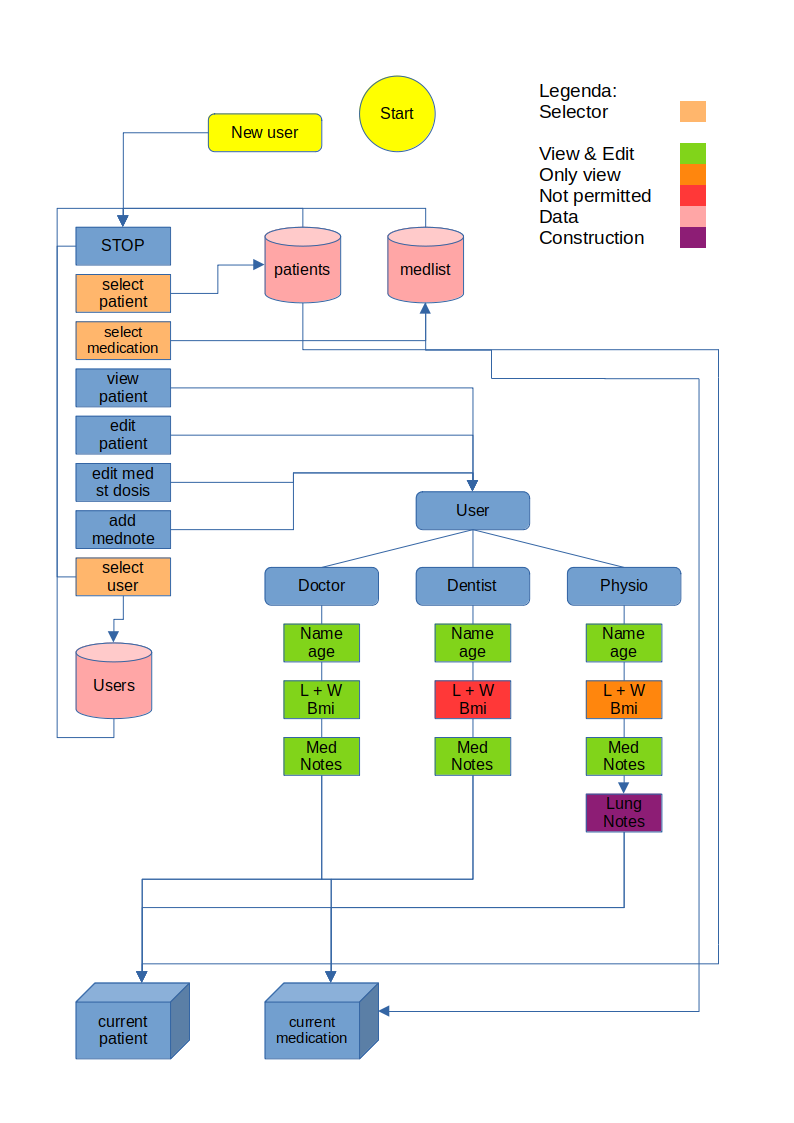 Start
New user
Legenda:
Selector
View & Edit
Only view
Not permitted
Data
Construction
STOP
select
patient
select
medication
view
patient
edit
patient
edit med
st dosis
add
mednote
select
user
Users
patients
medlist
User
Doctor
Dentist
Physio
Name
age
L + W
Bmi
Med
Notes
Name
age
L + W
Bmi
Med
Notes
Name
age
L + W
Bmi
Med
Notes
Lung
Notes
current
patient
current
medication